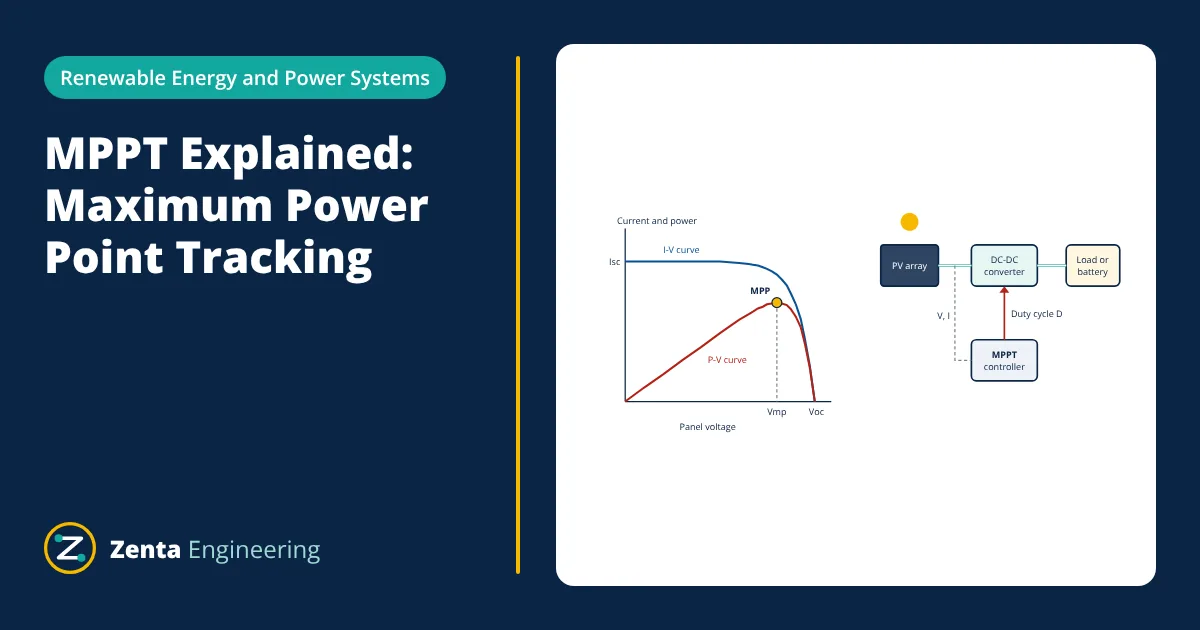 Renewable Energy and Power Systems
MPPT Explained:
Maximum Power
Point Tracking
Zenta Engineering
Current and power
Isc
I-V curve
MPP
P-V curve
Vmp
Voc
Panel voltage
PV array
DC-DC
converter
Load or
battery
V, I
Duty cycle D
MPPT
controller